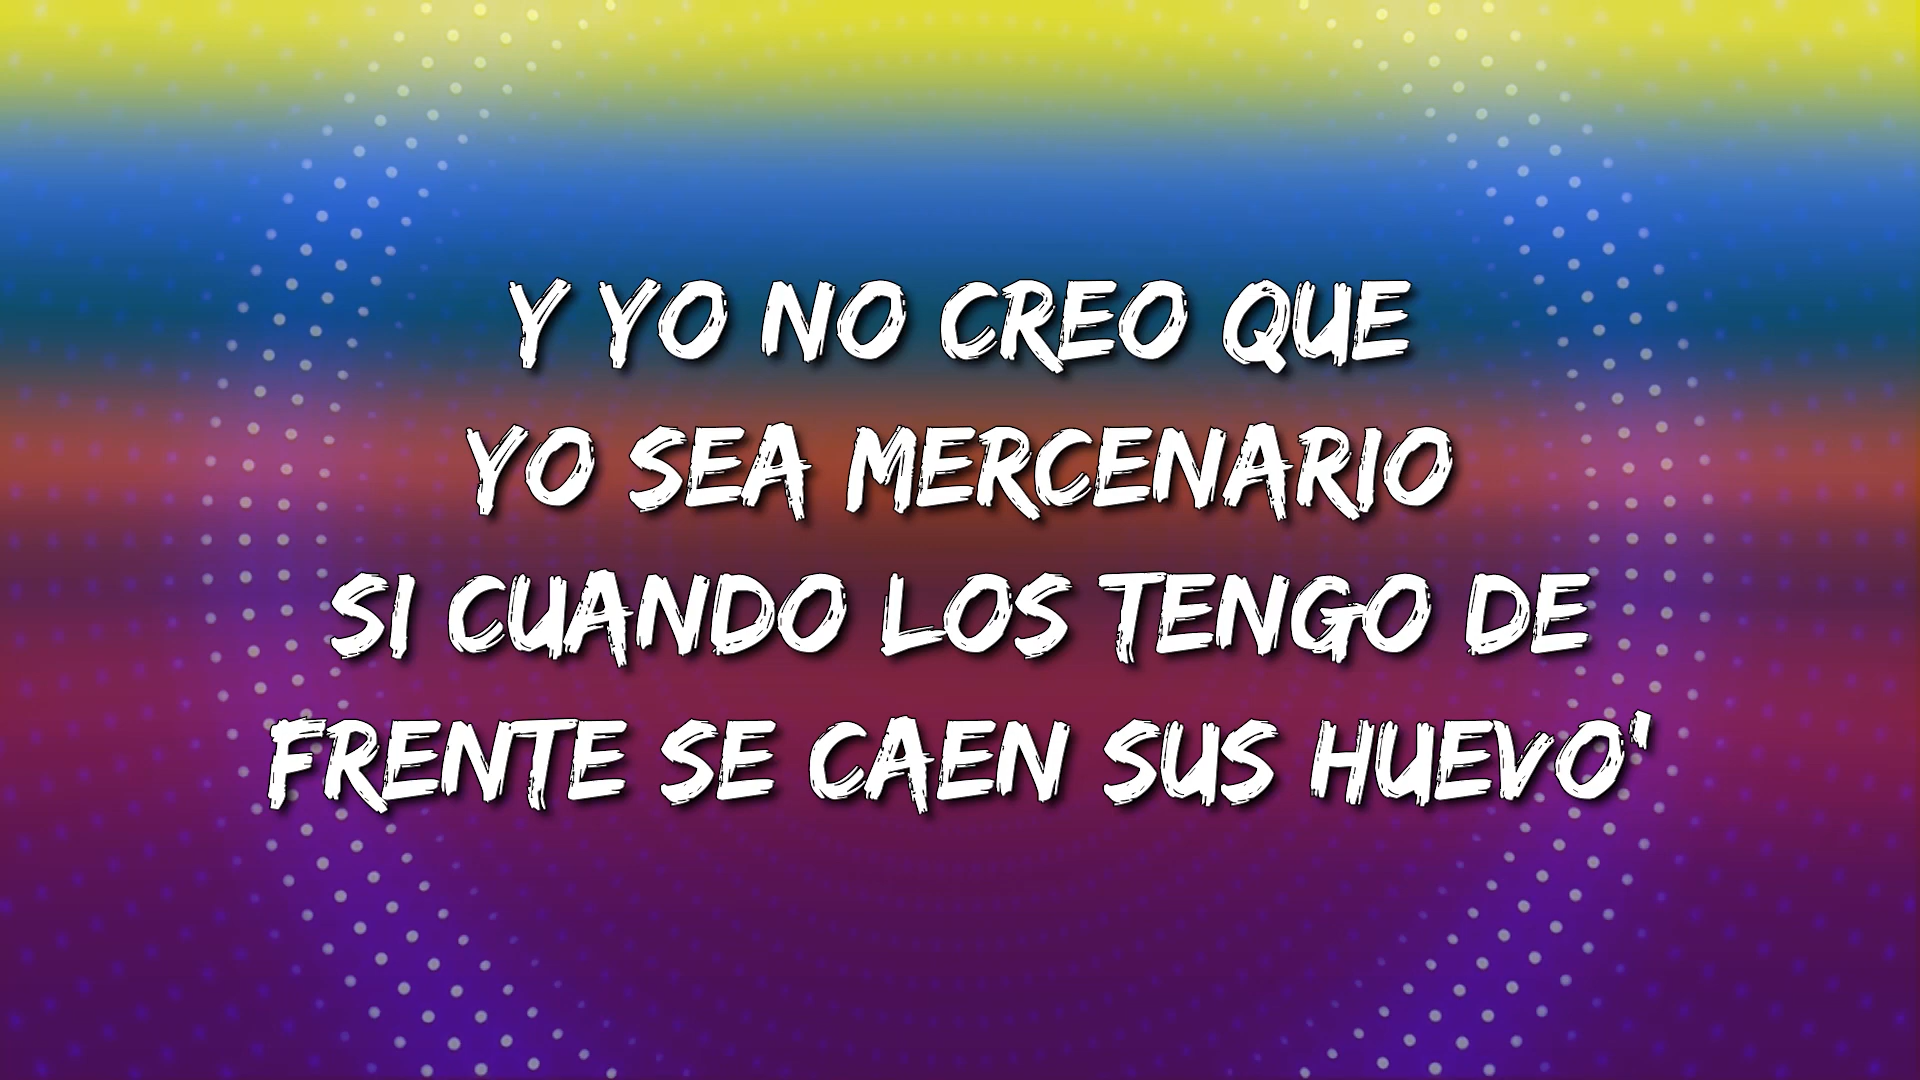 Y YO NO CREO QUE
YO SEA MERCENARIO
SI CUANDO LOS TENGO DE
FRENTE SE CAEN SUS HUEVO'